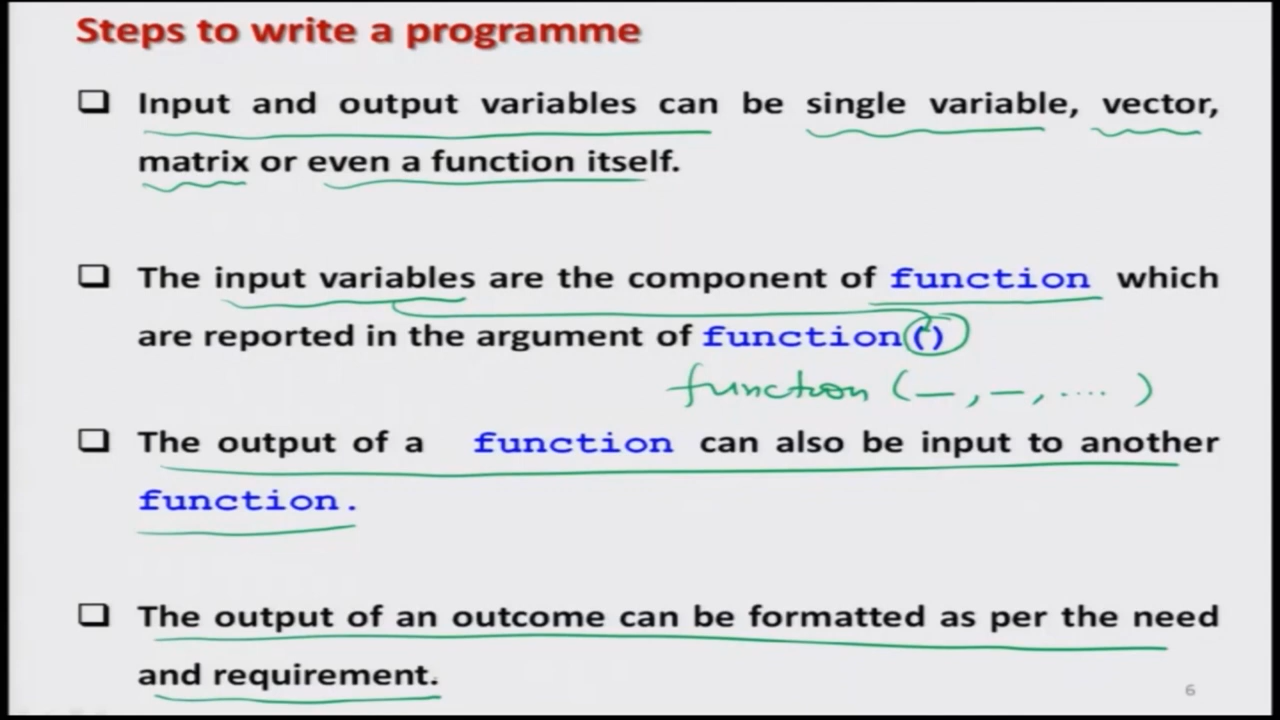 Steps to write a programme
❑ Input and output variables can be single variable, vector,
matrix or even a function itself.
❑ The input variables are the component of function which
are reported in the argument of function()
function (—, —, .... )
❑ The output of a function can also be input to another
function.
❑ The output of an outcome can be formatted as per the need
and requirement.
6